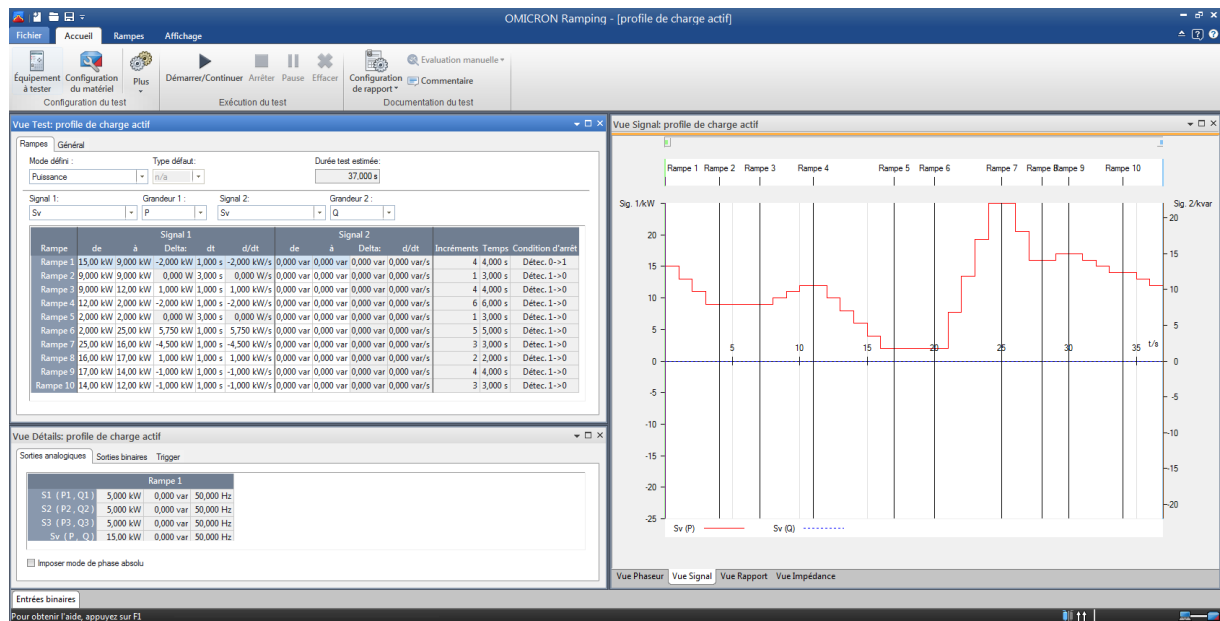 OMICRON Ramping - [profile de charge actif]
Fichier Accueil Rampes Affichage
Équipement à tester
Configuration du matériel
Plus
Démarrer/Continuer Arrêter Pause Effacer
Configuration de rapport
Evaluation manuelle
Commentaire
Configuration du test Exécution du test Documentation du test
Vue Test: profile de charge actif
Rampes Général
Mode défini : Type défaut: Durée test estimée:
Puissance n/a 37,000 s
Signal 1: Grandeur 1 : Signal 2: Grandeur 2 :
Sv P Sv Q
Signal 1 Signal 2
Rampe de à Delta: dt d/dt de à Delta: d/dt Incréments Temps Condition d'arrêt
Rampe 1 15,00 kW 9,000 kW -2,000 kW 1,000 s -2,000 kW/s 0,000 var 0,000 var 0,000 var 0,000 var/s 4 4,000 s Détec. 0->1
Rampe 2 9,000 kW 9,000 kW 0,000 W 3,000 s 0,000 W/s 0,000 var 0,000 var 0,000 var 0,000 var/s 1 3,000 s Détec. 1->0
Rampe 3 9,000 kW 12,00 kW 1,000 kW 1,000 s 1,000 kW/s 0,000 var 0,000 var 0,000 var 0,000 var/s 4 4,000 s Détec. 1->0
Rampe 4 12,00 kW 2,000 kW -2,000 kW 1,000 s -2,000 kW/s 0,000 var 0,000 var 0,000 var 0,000 var/s 6 6,000 s Détec. 1->0
Rampe 5 2,000 kW 2,000 kW 0,000 W 3,000 s 0,000 W/s 0,000 var 0,000 var 0,000 var 0,000 var/s 1 3,000 s Détec. 1->0
Rampe 6 2,000 kW 25,00 kW 5,750 kW 1,000 s 5,750 kW/s 0,000 var 0,000 var 0,000 var 0,000 var/s 5 5,000 s Détec. 1->0
Rampe 7 25,00 kW 16,00 kW -4,500 kW 1,000 s -4,500 kW/s 0,000 var 0,000 var 0,000 var 0,000 var/s 3 3,000 s Détec. 1->0
Rampe 8 16,00 kW 17,00 kW 1,000 kW 1,000 s 1,000 kW/s 0,000 var 0,000 var 0,000 var 0,000 var/s 2 2,000 s Détec. 1->0
Rampe 9 17,00 kW 14,00 kW -1,000 kW 1,000 s -1,000 kW/s 0,000 var 0,000 var 0,000 var 0,000 var/s 4 4,000 s Détec. 1->0
Rampe 10 14,00 kW 12,00 kW -1,000 kW 1,000 s -1,000 kW/s 0,000 var 0,000 var 0,000 var 0,000 var/s 3 3,000 s Détec. 1->0
Vue Détails: profile de charge actif
Sorties analogiques Sorties binaires Trigger
Rampe 1
S1 ( P1 , Q1 ) 5,000 kW 0,000 var 50,000 Hz
S2 ( P2 , Q2 ) 5,000 kW 0,000 var 50,000 Hz
S3 ( P3 , Q3 ) 5,000 kW 0,000 var 50,000 Hz
Sv ( P , Q ) 15,00 kW 0,000 var 50,000 Hz
Imposer mode de phase absolu
Vue Signal: profile de charge actif
Rampe 1 Rampe 2 Rampe 3 Rampe 4 Rampe 5 Rampe 6 Rampe 7 Rampe 8 Rampe 9 Rampe 10
Sig. 1/kW Sig. 2/kvar
20 20
15 15
10 10
5 5
5 10 15 20 25 30 35 t/s
0 0
-5 -5
-10 -10
-15 -15
-20 -20
-25
Sv (P) Sv (Q)
Vue Phaseur Vue Signal Vue Rapport Vue Impédance
Entrées binaires
Pour obtenir l'aide, appuyez sur F1